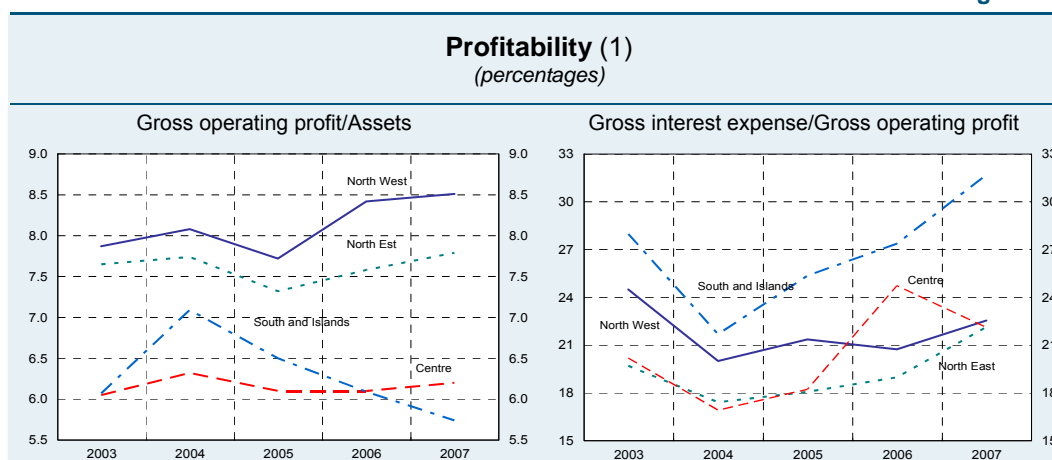 Profitability (1)
(percentages)
Gross operating profit/Assets
9.0
8.5
8.0
7.5
7.0
6.5
6.0
5.5
9.0
8.5
8.0
7.5
7.0
6.5
6.0
5.5
North West
North Est
South and Islands
Centre
2003 2004 2005 2006 2007
Gross interest expense/Gross operating profit
33
30
27
24
21
18
15
33
30
27
24
21
18
15
South and Islands
Centre
North West
North East
2003 2004 2005 2006 2007